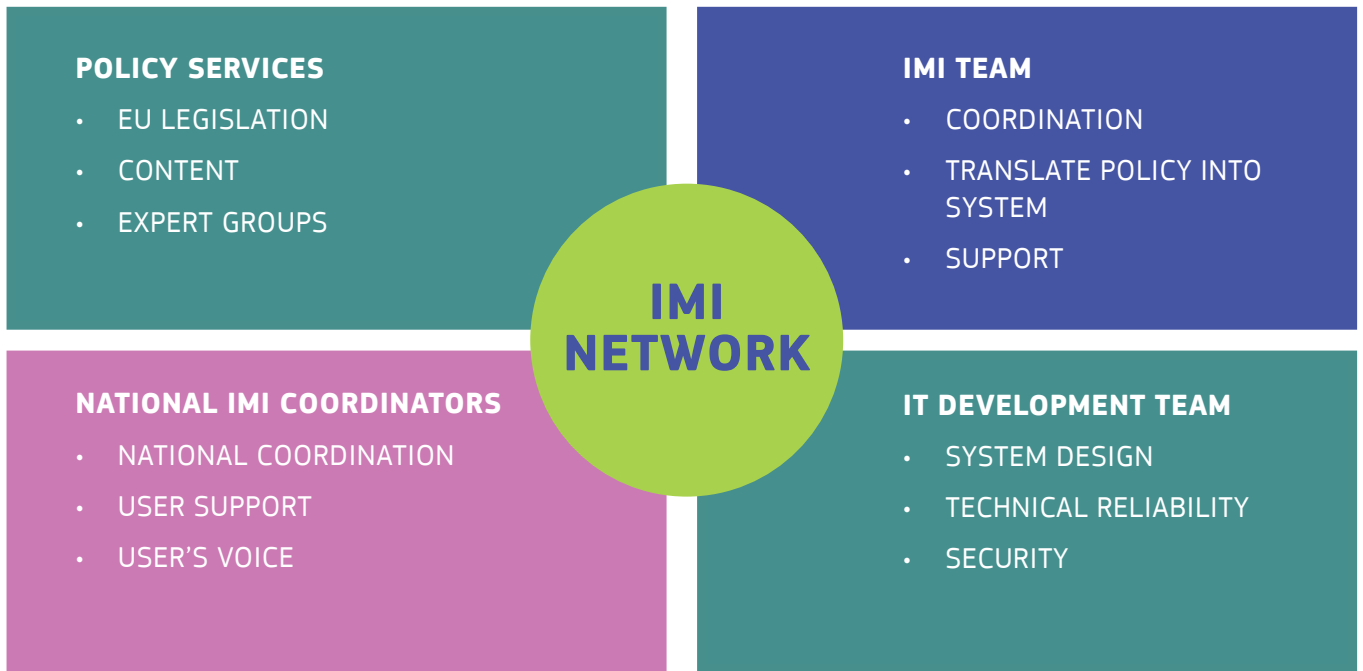 POLICY SERVICES
• EU LEGISLATION
• CONTENT
• EXPERT GROUPS
IMI TEAM
• COORDINATION
• TRANSLATE POLICY INTO
SYSTEM
• SUPPORT
IMI
NETWORK
NATIONAL IMI COORDINATORS
• NATIONAL COORDINATION
• USER SUPPORT
• USER’S VOICE
IT DEVELOPMENT TEAM
• SYSTEM DESIGN
• TECHNICAL RELIABILITY
• SECURITY